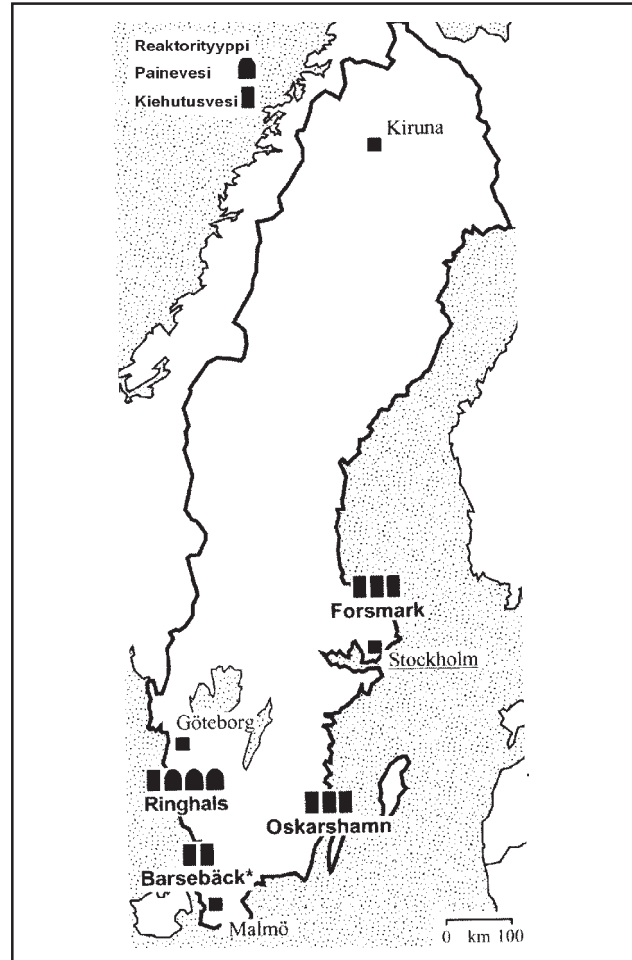 Reaktorityyppi
Painevesi
Kiehutusvesi
Kiruna
Forsmark
Stockholm
Göteborg
Ringhals
Oskarshamn
Barsebäck*
Malmö
0 km 100